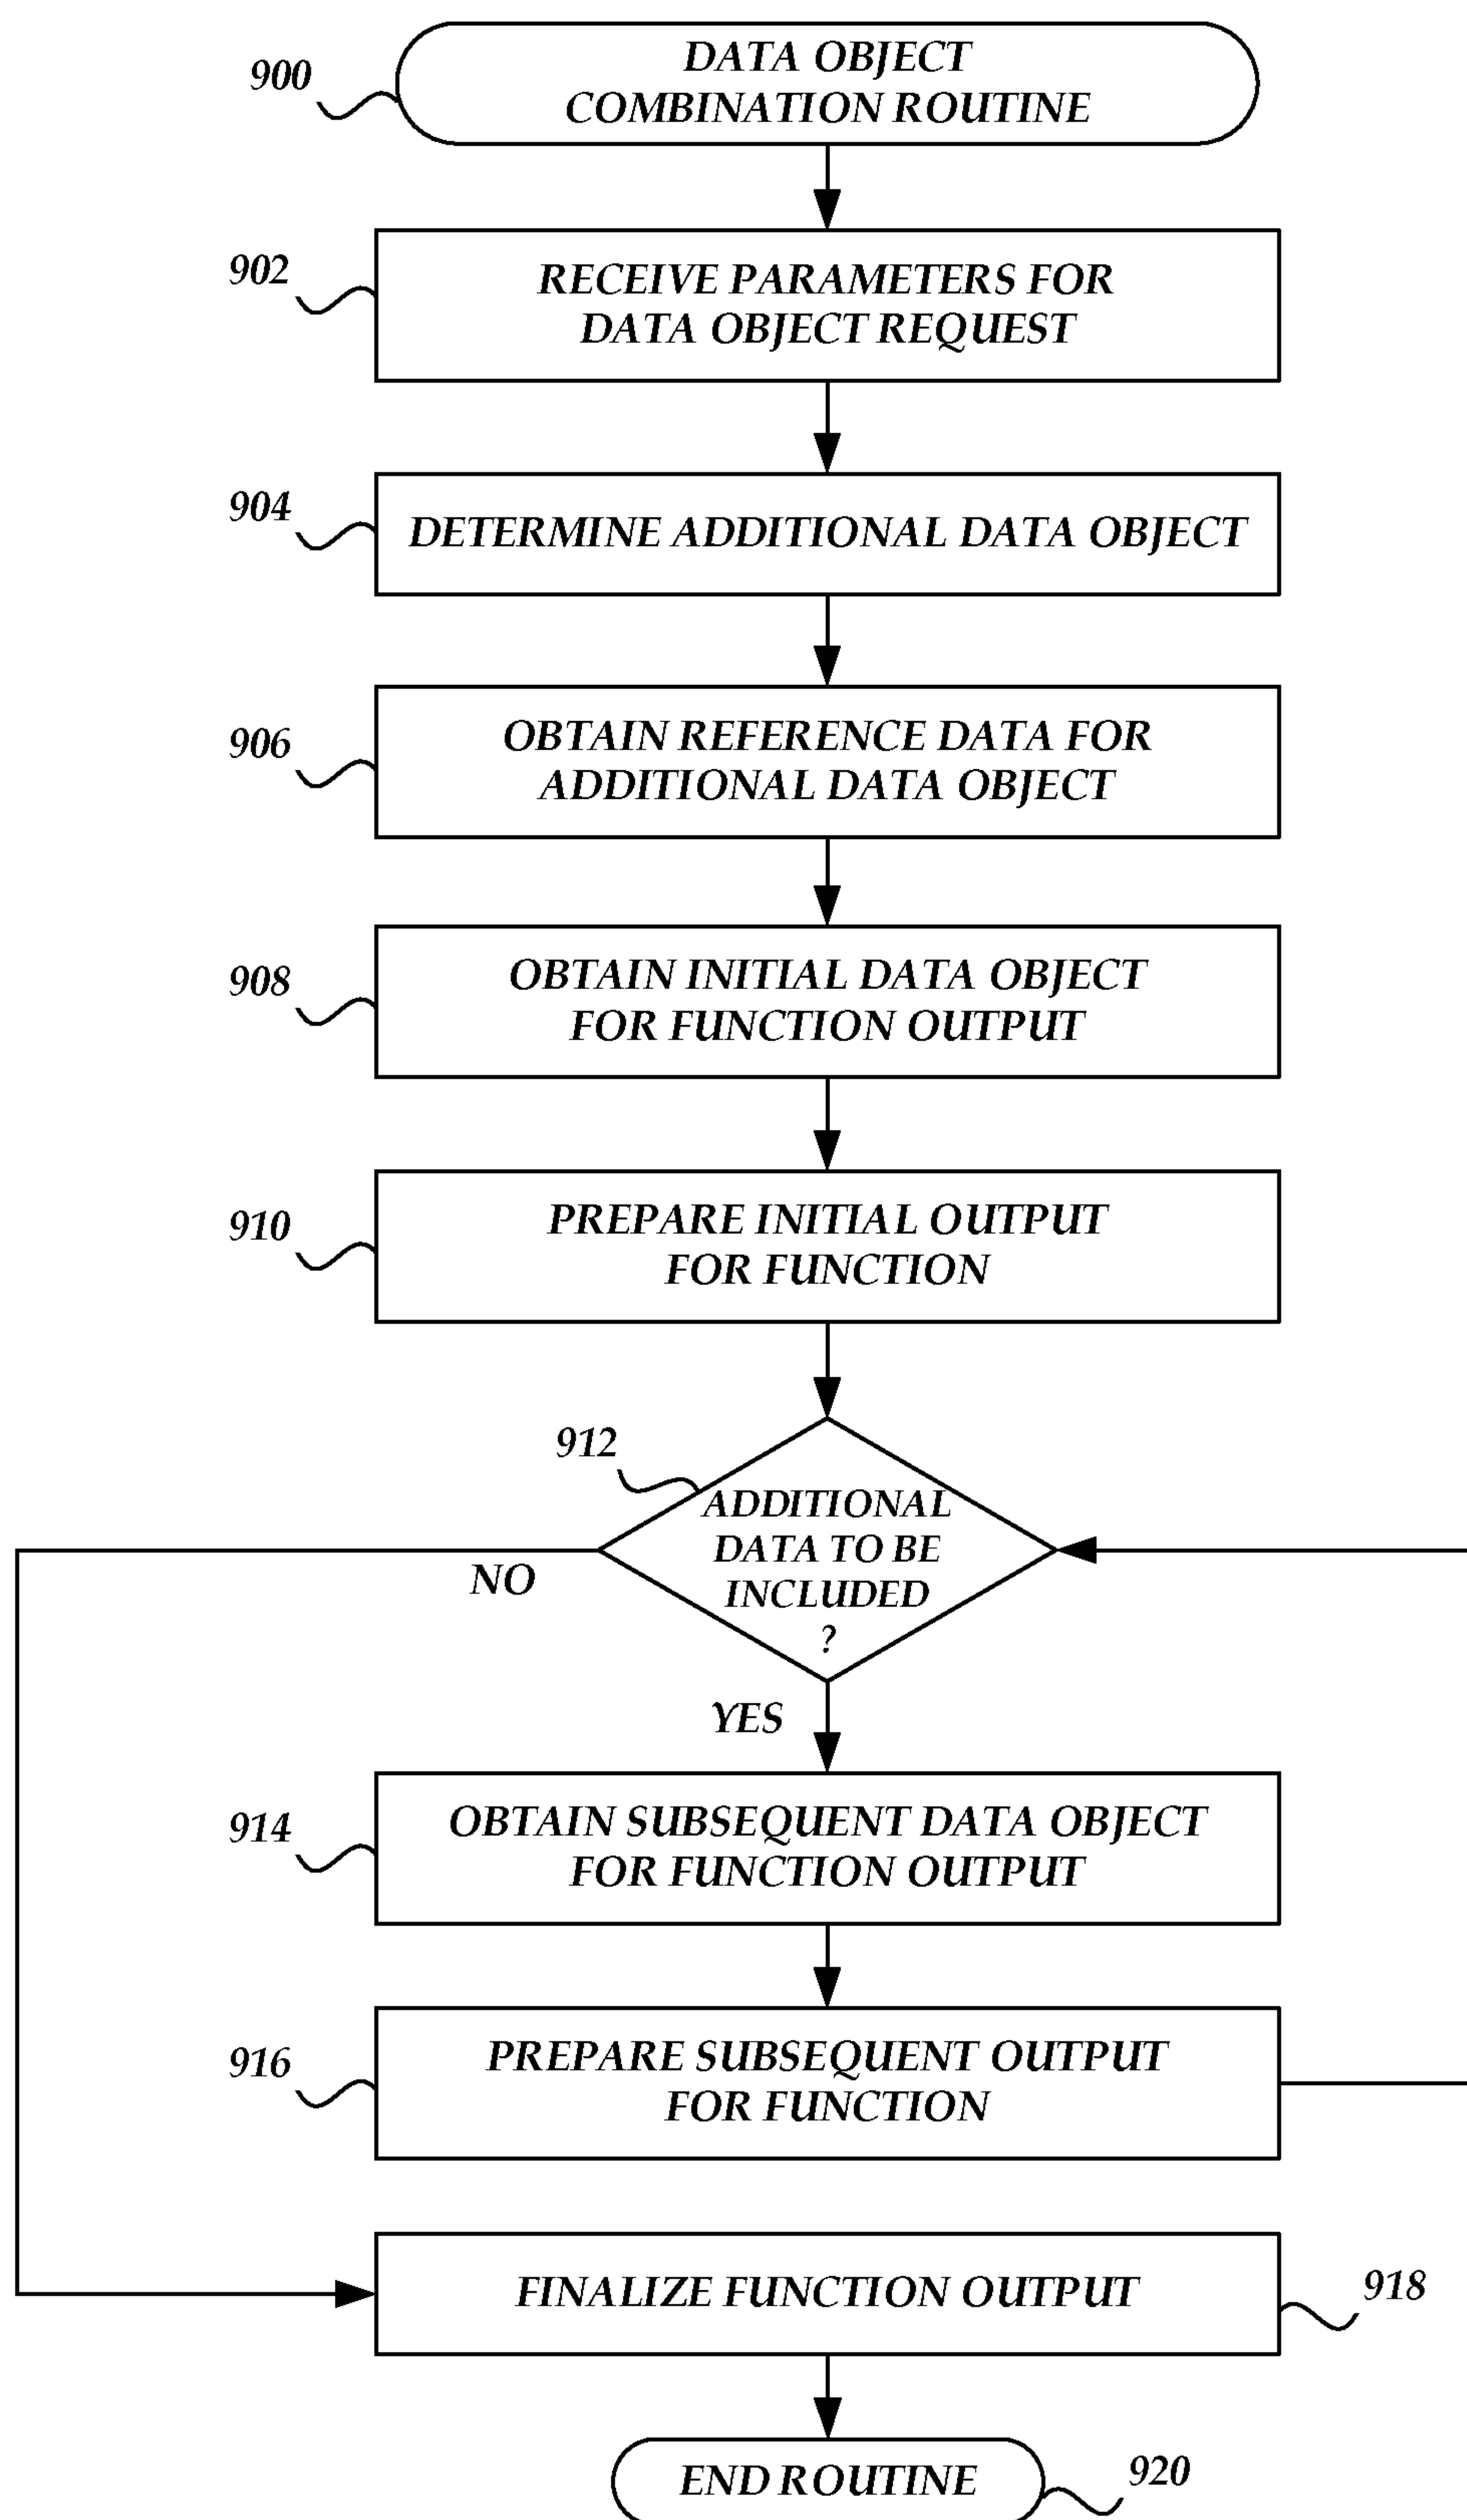 900
DATA OBJECT
COMBINATION ROUTINE
902
RECEIVE PARAMETERS FOR
DATA OBJECT REQUEST
904
DETERMINE ADDITIONAL DATA OBJECT
906
OBTAIN REFERENCE DATA FOR
ADDITIONAL DATA OBJECT
908
OBTAIN INITIAL DATA OBJECT
FOR FUNCTION OUTPUT
910
PREPARE INITIAL OUTPUT
FOR FUNCTION
912
ADDITIONAL
DATA TO BE
INCLUDED
?
NO
YES
914
OBTAIN SUBSEQUENT DATA OBJECT
FOR FUNCTION OUTPUT
916
PREPARE SUBSEQUENT OUTPUT
FOR FUNCTION
FINALIZE FUNCTION OUTPUT
918
END ROUTINE
920